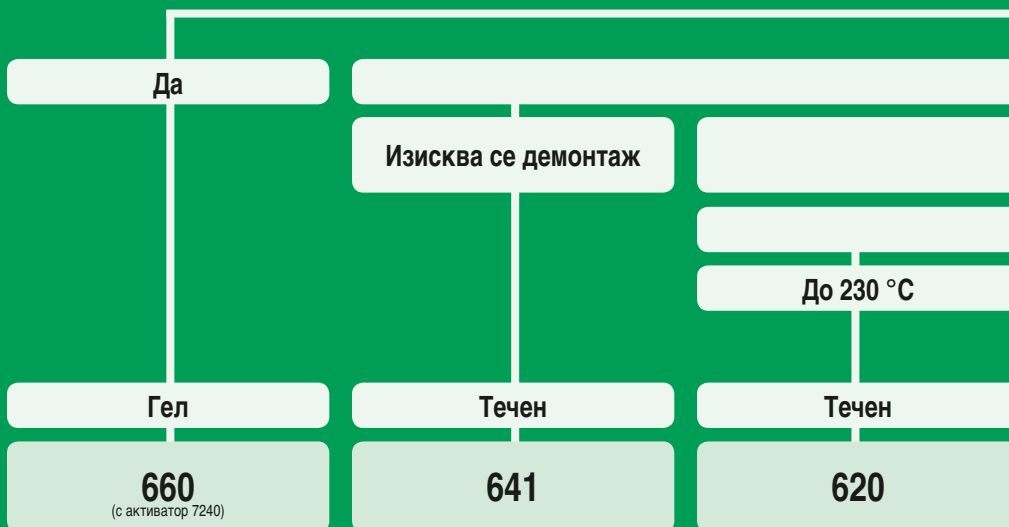 Да
Изисква се демонтаж
До 230 °C
Гел
Течен
Течен
660
(с активатор 7240)
641
620